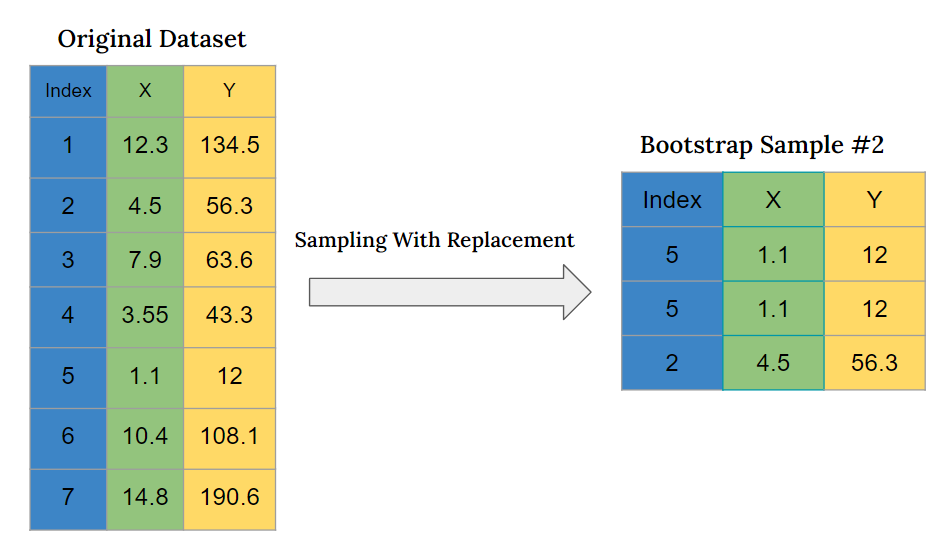 Original Dataset
Index X Y
1 12.3 134.5
2 4.5 56.3
3 7.9 63.6
4 3.55 43.3
5 1.1 12
6 10.4 108.1
7 14.8 190.6
Sampling With Replacement
Bootstrap Sample #2
Index X Y
5 1.1 12
5 1.1 12
2 4.5 56.3